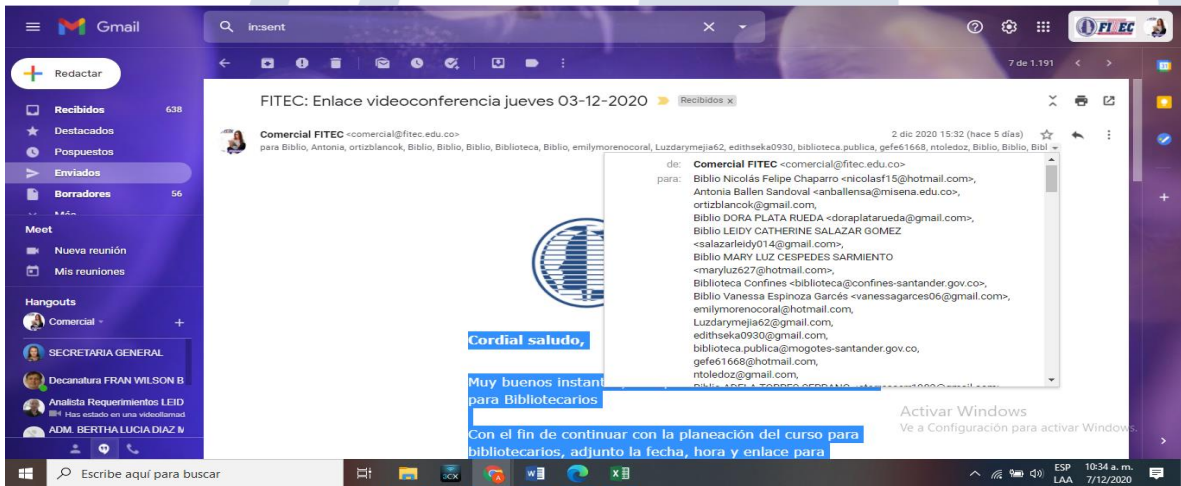 Gmail
in:sent
FITEC
Redactar
7 de 1.191
Recibidos 638
Destacados
Pospuestos
Enviados
Borradores 56
Más
Meet
Nueva reunión
Mis reuniones
Hangouts
Comercial
SECRETARIA GENERAL
Decanatura FRAN WILSON B
Analista Requerimientos LEID
Has estado en una videollamad
ADM. BERTHA LUCIA DIAZ M
FITEC: Enlace videoconferencia jueves 03-12-2020
Recibidos x
Comercial FITEC <comercial@fitec.edu.co>
2 dic 2020 15:32 (hace 5 días)
para Biblio, Antonia, ortizblancok, Biblio, Biblio, Biblio, Biblioteca, Biblio, emilymorenocoral, Luzdarymejia62, edithseka0930, biblioteca.publica, gefe61668, ntoledoz, Biblio, Biblio, Bibl
de: Comercial FITEC <comercial@fitec.edu.co>
para: Biblio Nicolás Felipe Chaparro <nicolasf15@hotmail.com>,
Antonia Ballen Sandoval <anballensa@misena.edu.co>,
ortizblancok@gmail.com,
Biblio DORA PLATA RUEDA <doraplatarueda@gmail.com>,
Biblio LEIDY CATHERINE SALAZAR GOMEZ
<salazarleidy014@gmail.com>,
Biblio MARY LUZ CESPEDES SARMIENTO
<maryluz627@hotmail.com>,
Biblioteca Confines <biblioteca@confines-santander.gov.co>,
Biblio Vanessa Espinoza Garcés <vanessagarces06@gmail.com>,
emilymorenocoral@hotmail.com,
Luzdarymejia62@gmail.com,
edithseka0930@gmail.com,
biblioteca.publica@mogotes-santander.gov.co,
gefe61668@hotmail.com,
ntoledoz@gmail.com,
Biblio ADELA TORRES SERRANO
Cordial saludo,
Muy buenos instant
para Bibliotecarios
Con el fin de continuar con la planeación del curso para
bibliotecarios, adjunto la fecha, hora y enlace para
Activar Windows
Ve a Configuración para activar Windows.
Escribe aquí para buscar
ESP
LAA
10:34 a. m.
7/12/2020